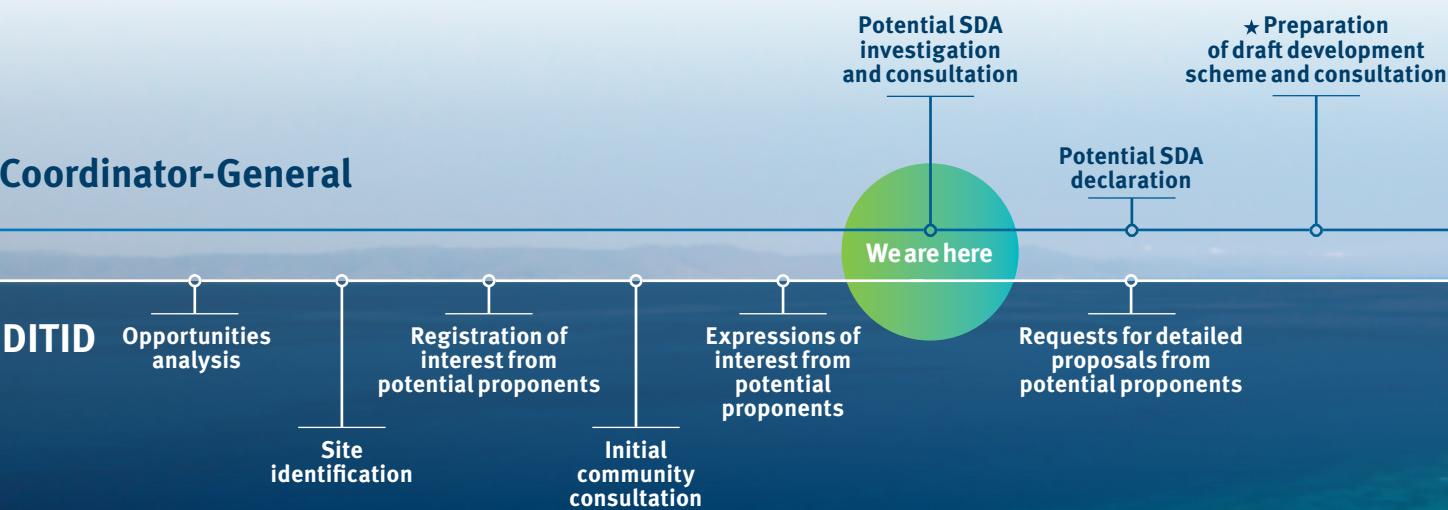 Potential SDA
investigation
and consultation
★ Preparation
of draft development
scheme and consultation
Coordinator-General
Potential SDA
declaration
We are here
DITID
Opportunities
analysis
Site
identification
Registration of
interest from
potential proponents
Initial
community
consultation
Expressions of
interest from
potential
proponents
Requests for detailed
proposals from
potential proponents